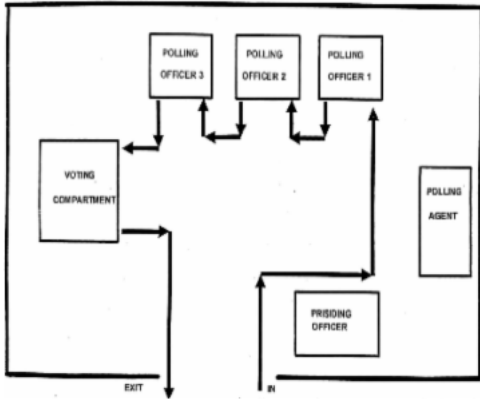 POLLING
OFFICER 3
POLLING
OFFICER 2
POLLING
OFFICER 1
VOTING
COMPARTMENT
POLLING
AGENT
PRISIDING
OFFICER
EXIT
IN